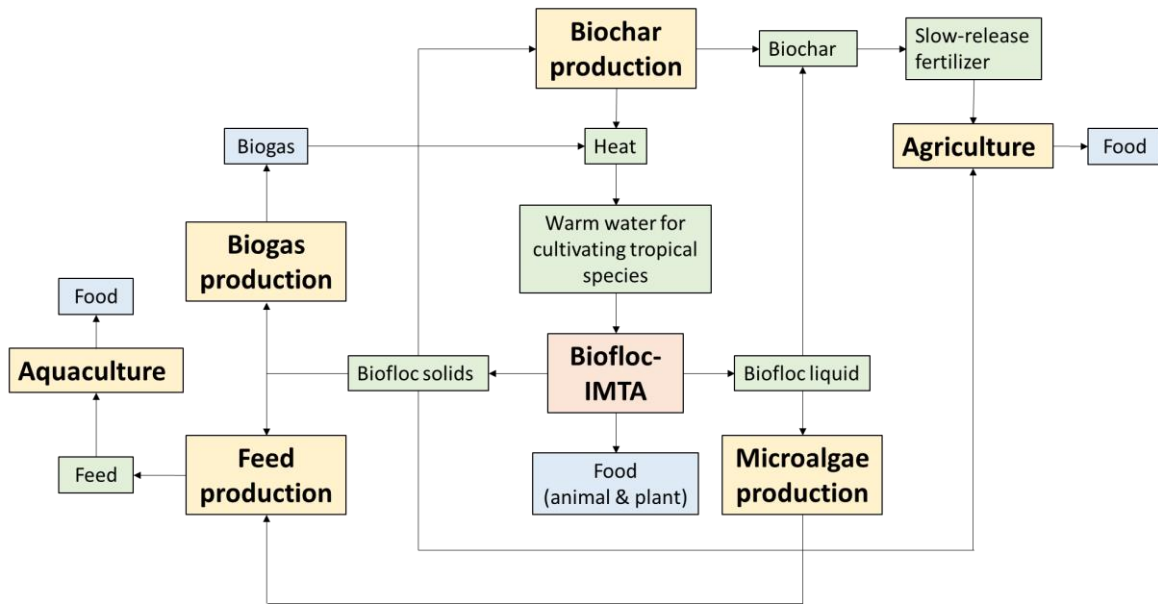 Biochar
production
Biochar
Slow-release
fertilizer
Biogas
Heat
Agriculture
Food
Warm water for
cultivating tropical
species
Biogas
production
Food
Aquaculture
Biofloc solids
Biofloc-
IMTA
Biofloc liquid
Feed
Feed
production
Food
(animal & plant)
Microalgae
production